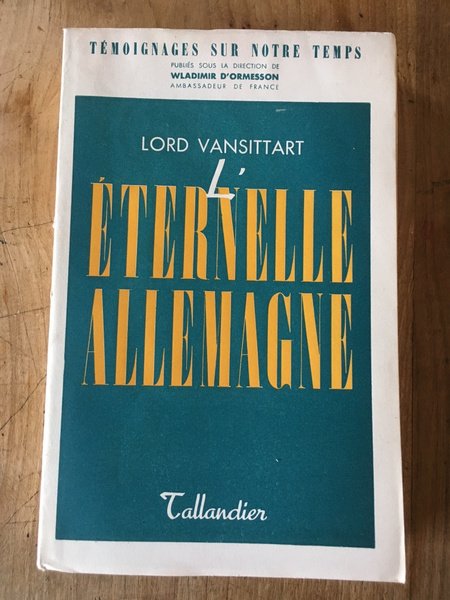 TÉMOIGNAGES SUR NOTRE TEMPS
PUBLIÉS SOUS LA DIRECTION DE
WLADIMIR D'ORMESSON
AMBASSADEUR DE FRANCE
LORD VANSITTART
L'
ÉTERNELLE
ALLEMAGNE
Tallandier